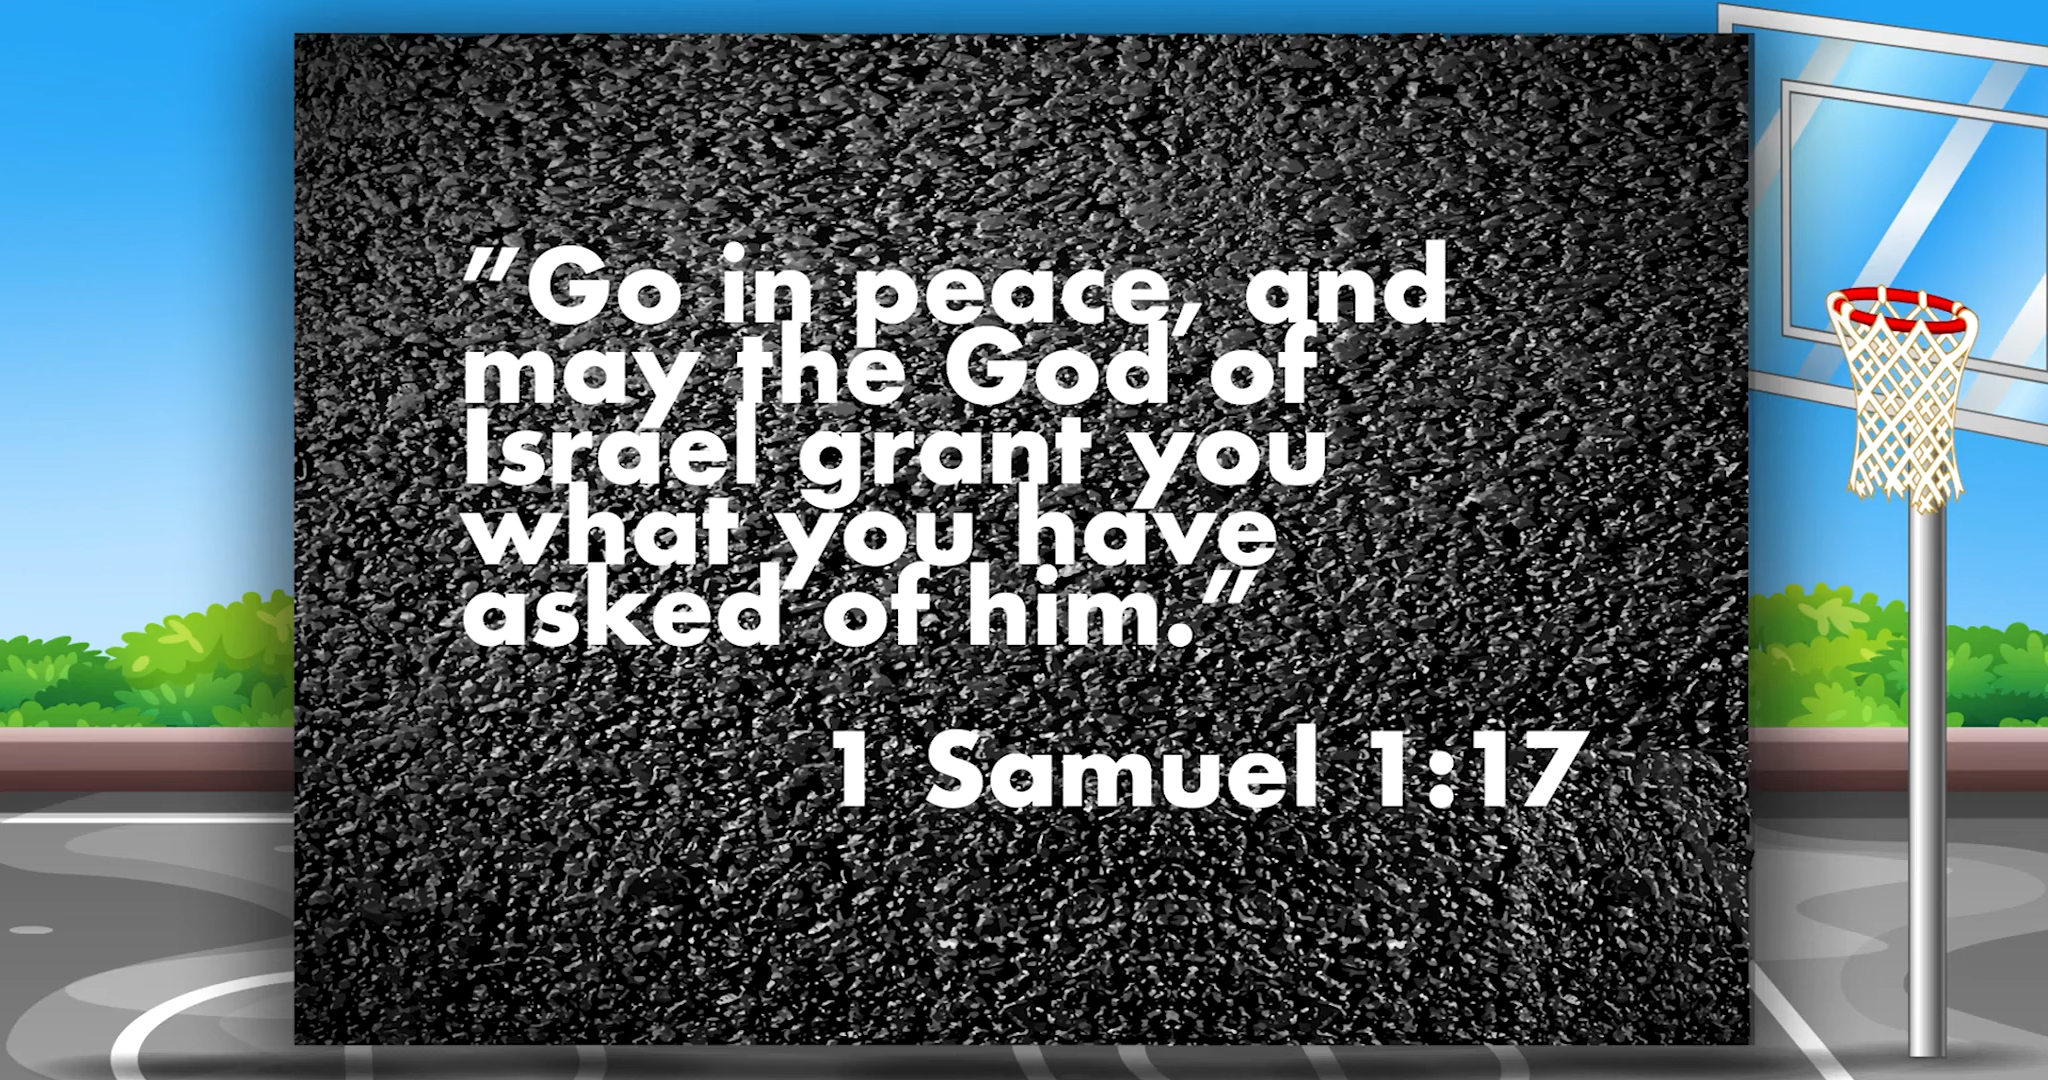 "Go in peace, and
may the God of
Israel grant you
what you have
asked of him."
1 Samuel 1:17